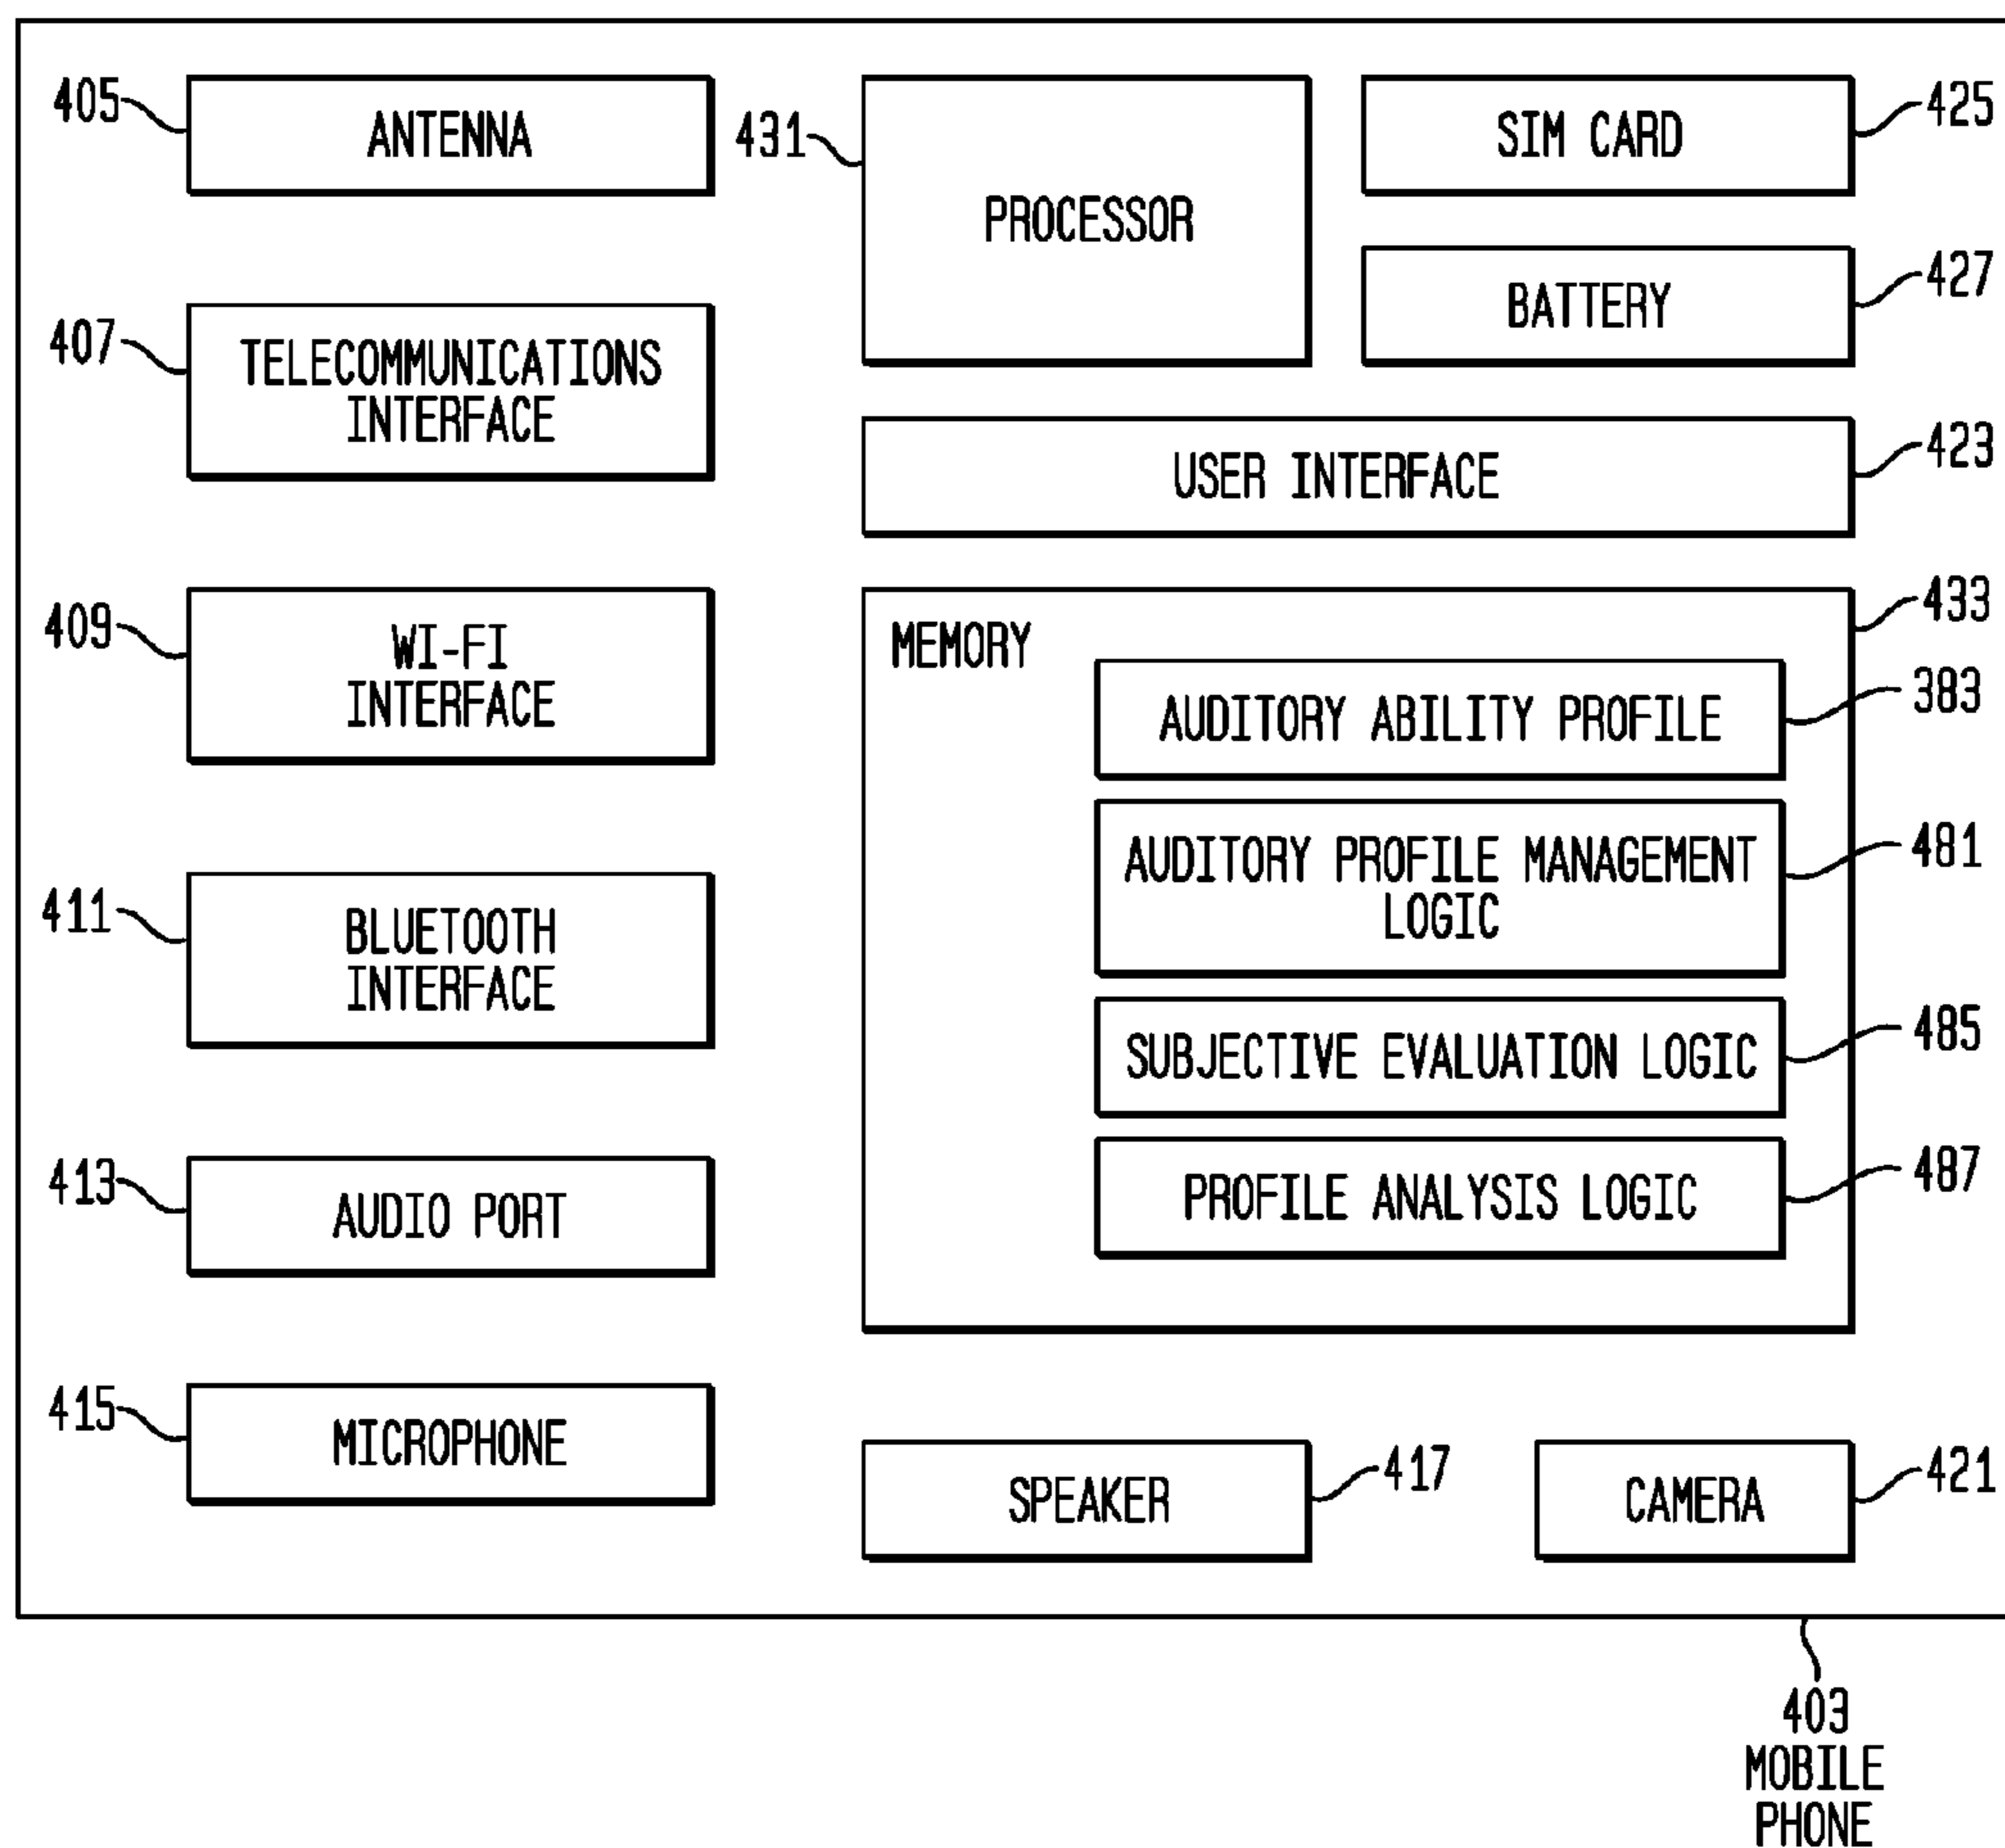 405
ANTENNA
407
TELECOMMUNICATIONS
INTERFACE
409
WI-FI
INTERFACE
411
BLUETOOTH
INTERFACE
413
AUDIO PORT
415
MICROPHONE
431
PROCESSOR
SIM CARD
425
BATTERY
427
USER INTERFACE
423
433
MEMORY
AUDITORY ABILITY PROFILE
383
AUDITORY PROFILE MANAGEMENT
LOGIC
481
SUBJECTIVE EVALUATION LOGIC
485
PROFILE ANALYSIS LOGIC
487
SPEAKER
417
CAMERA
421
403
MOBILE
PHONE